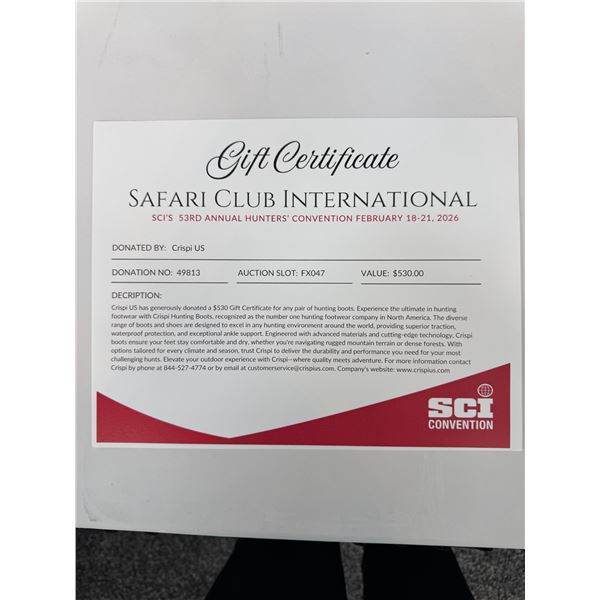 Gift Certificate
SAFARI CLUB INTERNATIONAL
SCI'S 53RD ANNUAL HUNTERS' CONVENTION FEBRUARY 18-21, 2026
DONATED BY: Crispi US
DONATION NO: 49813 AUCTION SLOT: FX047 VALUE: $530.00
DECRIPTION:
Crispi US has generously donated a $530 Gift Certificate for any pair of hunting boots. Experience the ultimate in hunting
footwear with Crispi Hunting Boots, recognized as the number one hunting footwear company in North America. The diverse
range of boots and shoes are designed to excel in any hunting environment around the world, providing superior traction,
waterproof protection, and exceptional ankle support. Engineered with advanced materials and cutting-edge technology, Crispi
boots ensure your feet stay comfortable and dry, whether you're navigating rugged mountain terrain or dense forests. With
options tailored for every climate and season, trust Crispi to deliver the durability and performance you need for your most
challenging hunts. Elevate your outdoor experience with Crispi—where quality meets adventure. For more information contact
Crispi by phone at 844-527-4774 or by email at customerservice@crispius.com. Company's website: www.crispius.com
SCI
CONVENTION